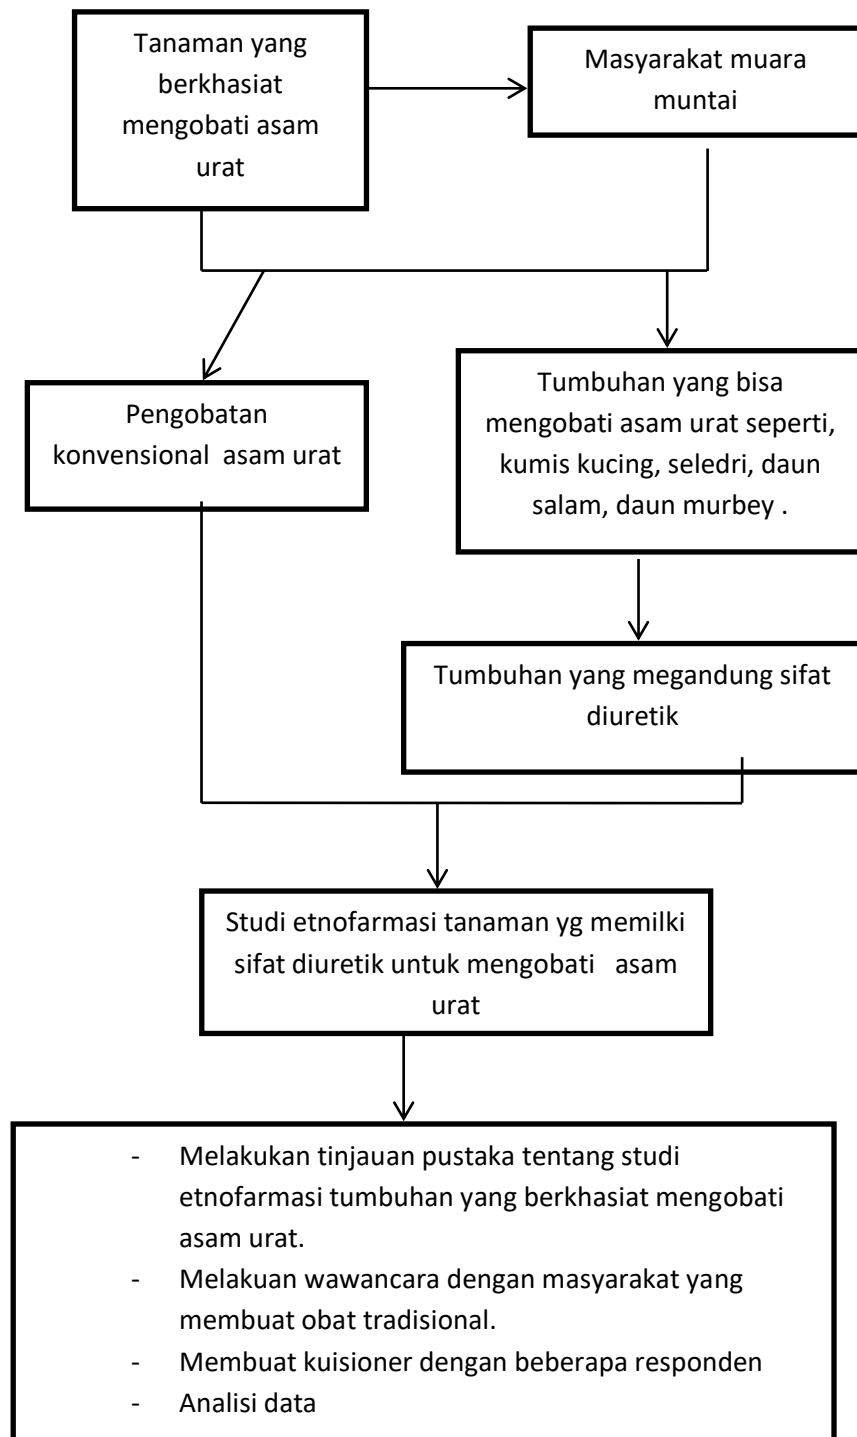 Tanaman yang
berkhasiat
mengobati asam
urat
Masyarakat muara
muntai
Pengobatan
konvensional asam urat
Tumbuhan yang bisa
mengobati asam urat seperti,
kumis kucing, seledri, daun
salam, daun murbey .
Tumbuhan yang megandung sifat
diuretik
Studi etnofarmasi tanaman yg memilki
sifat diuretik untuk mengobati asam
urat
- Melakukan tinjauan pustaka tentang studi
etnofarmasi tumbuhan yang berkhasiat mengobati
asam urat.
- Melakuan wawancara dengan masyarakat yang
membuat obat tradisional.
- Membuat kuisioner dengan beberapa responden
- Analisi data